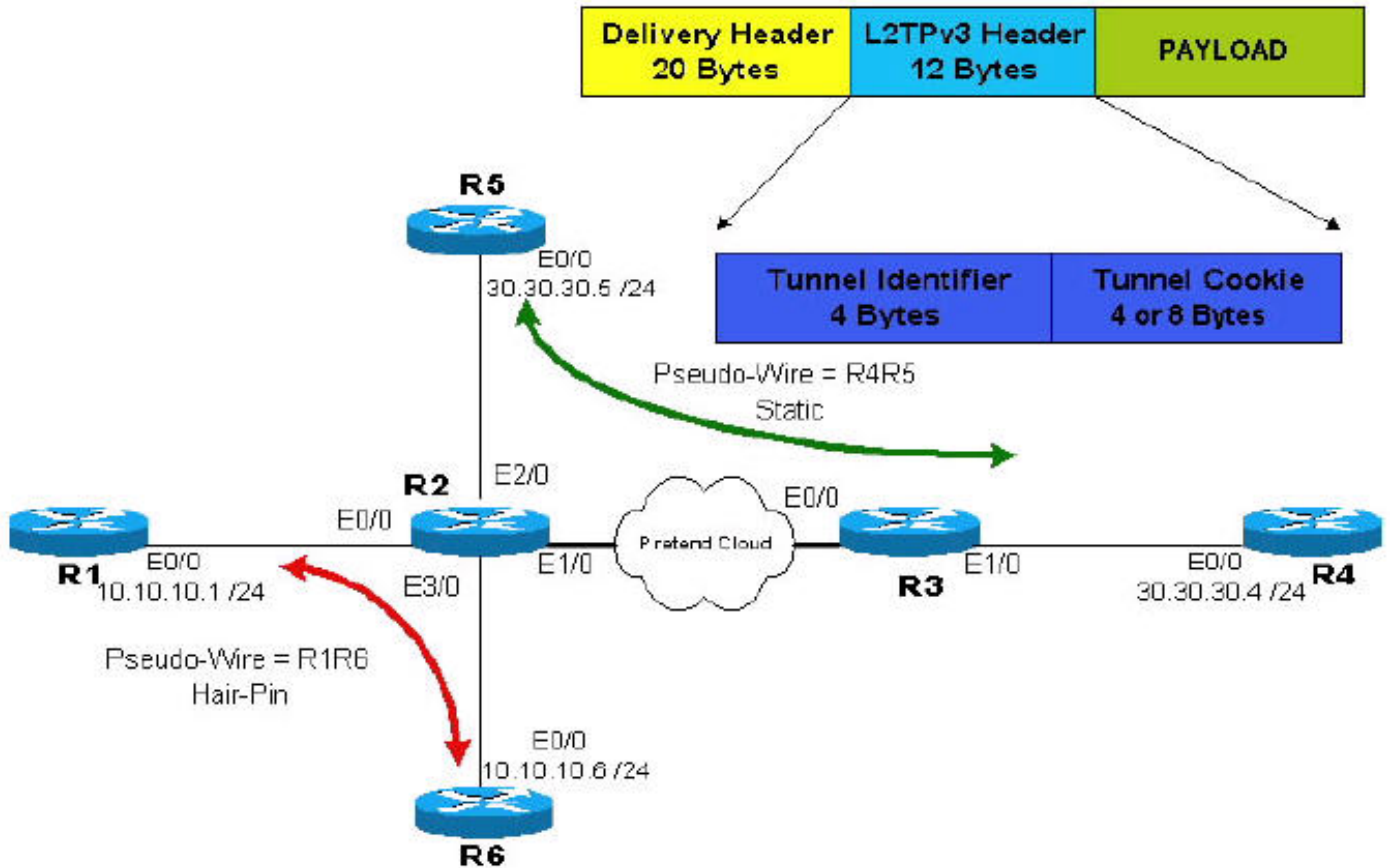 Delivery Header
20 Bytes
L2TPv3 Header
12 Bytes
PAYLOAD
Tunnel Identifier
4 Bytes
Tunnel Cookie
4 or 8 Bytes
R5
E0/0
30.30.30.5 /24
Pseudo-Wire = R4R5
Static
R2
E2/0
E0/0
E1/0
E3/0
Pretend Cloud
E0/0
R3
E1/0
E0/0
30.30.30.4 /24
R4
R1
E0/0
10.10.10.1 /24
Pseudo-Wire = R1R6
Hair-Pin
E0/0
10.10.10.6 /24
R6